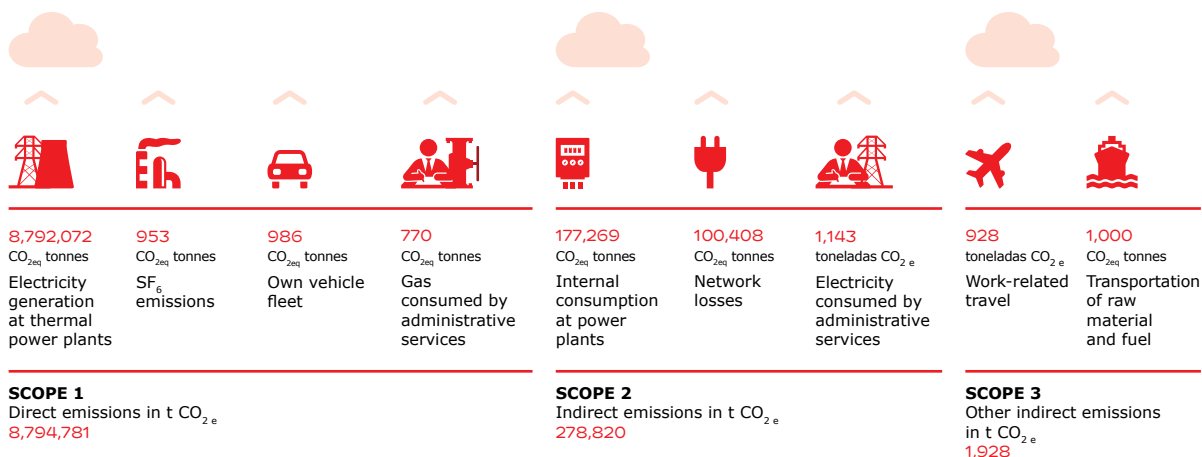 8,792,072
CO2eq tonnes
Electricity
generation
at thermal
power plants
953
CO2eq tonnes
SF6
emissions
986
CO2eq tonnes
Own vehicle
fleet
770
CO2eq tonnes
Gas
consumed by
administrative
services
SCOPE 1
Direct emissions in t CO2 e
8,794,781
177,269
CO2eq tonnes
Internal
consumption
at power
plants
100,408
CO2eq tonnes
Network
losses
1,143
toneladas CO2 e
Electricity
consumed by
administrative
services
SCOPE 2
Indirect emissions in t CO2 e
278,820
928
toneladas CO2 e
Work-related
travel
1,000
CO2eq tonnes
Transportation
of raw
material
and fuel
SCOPE 3
Other indirect emissions
in t CO2 e
1,928